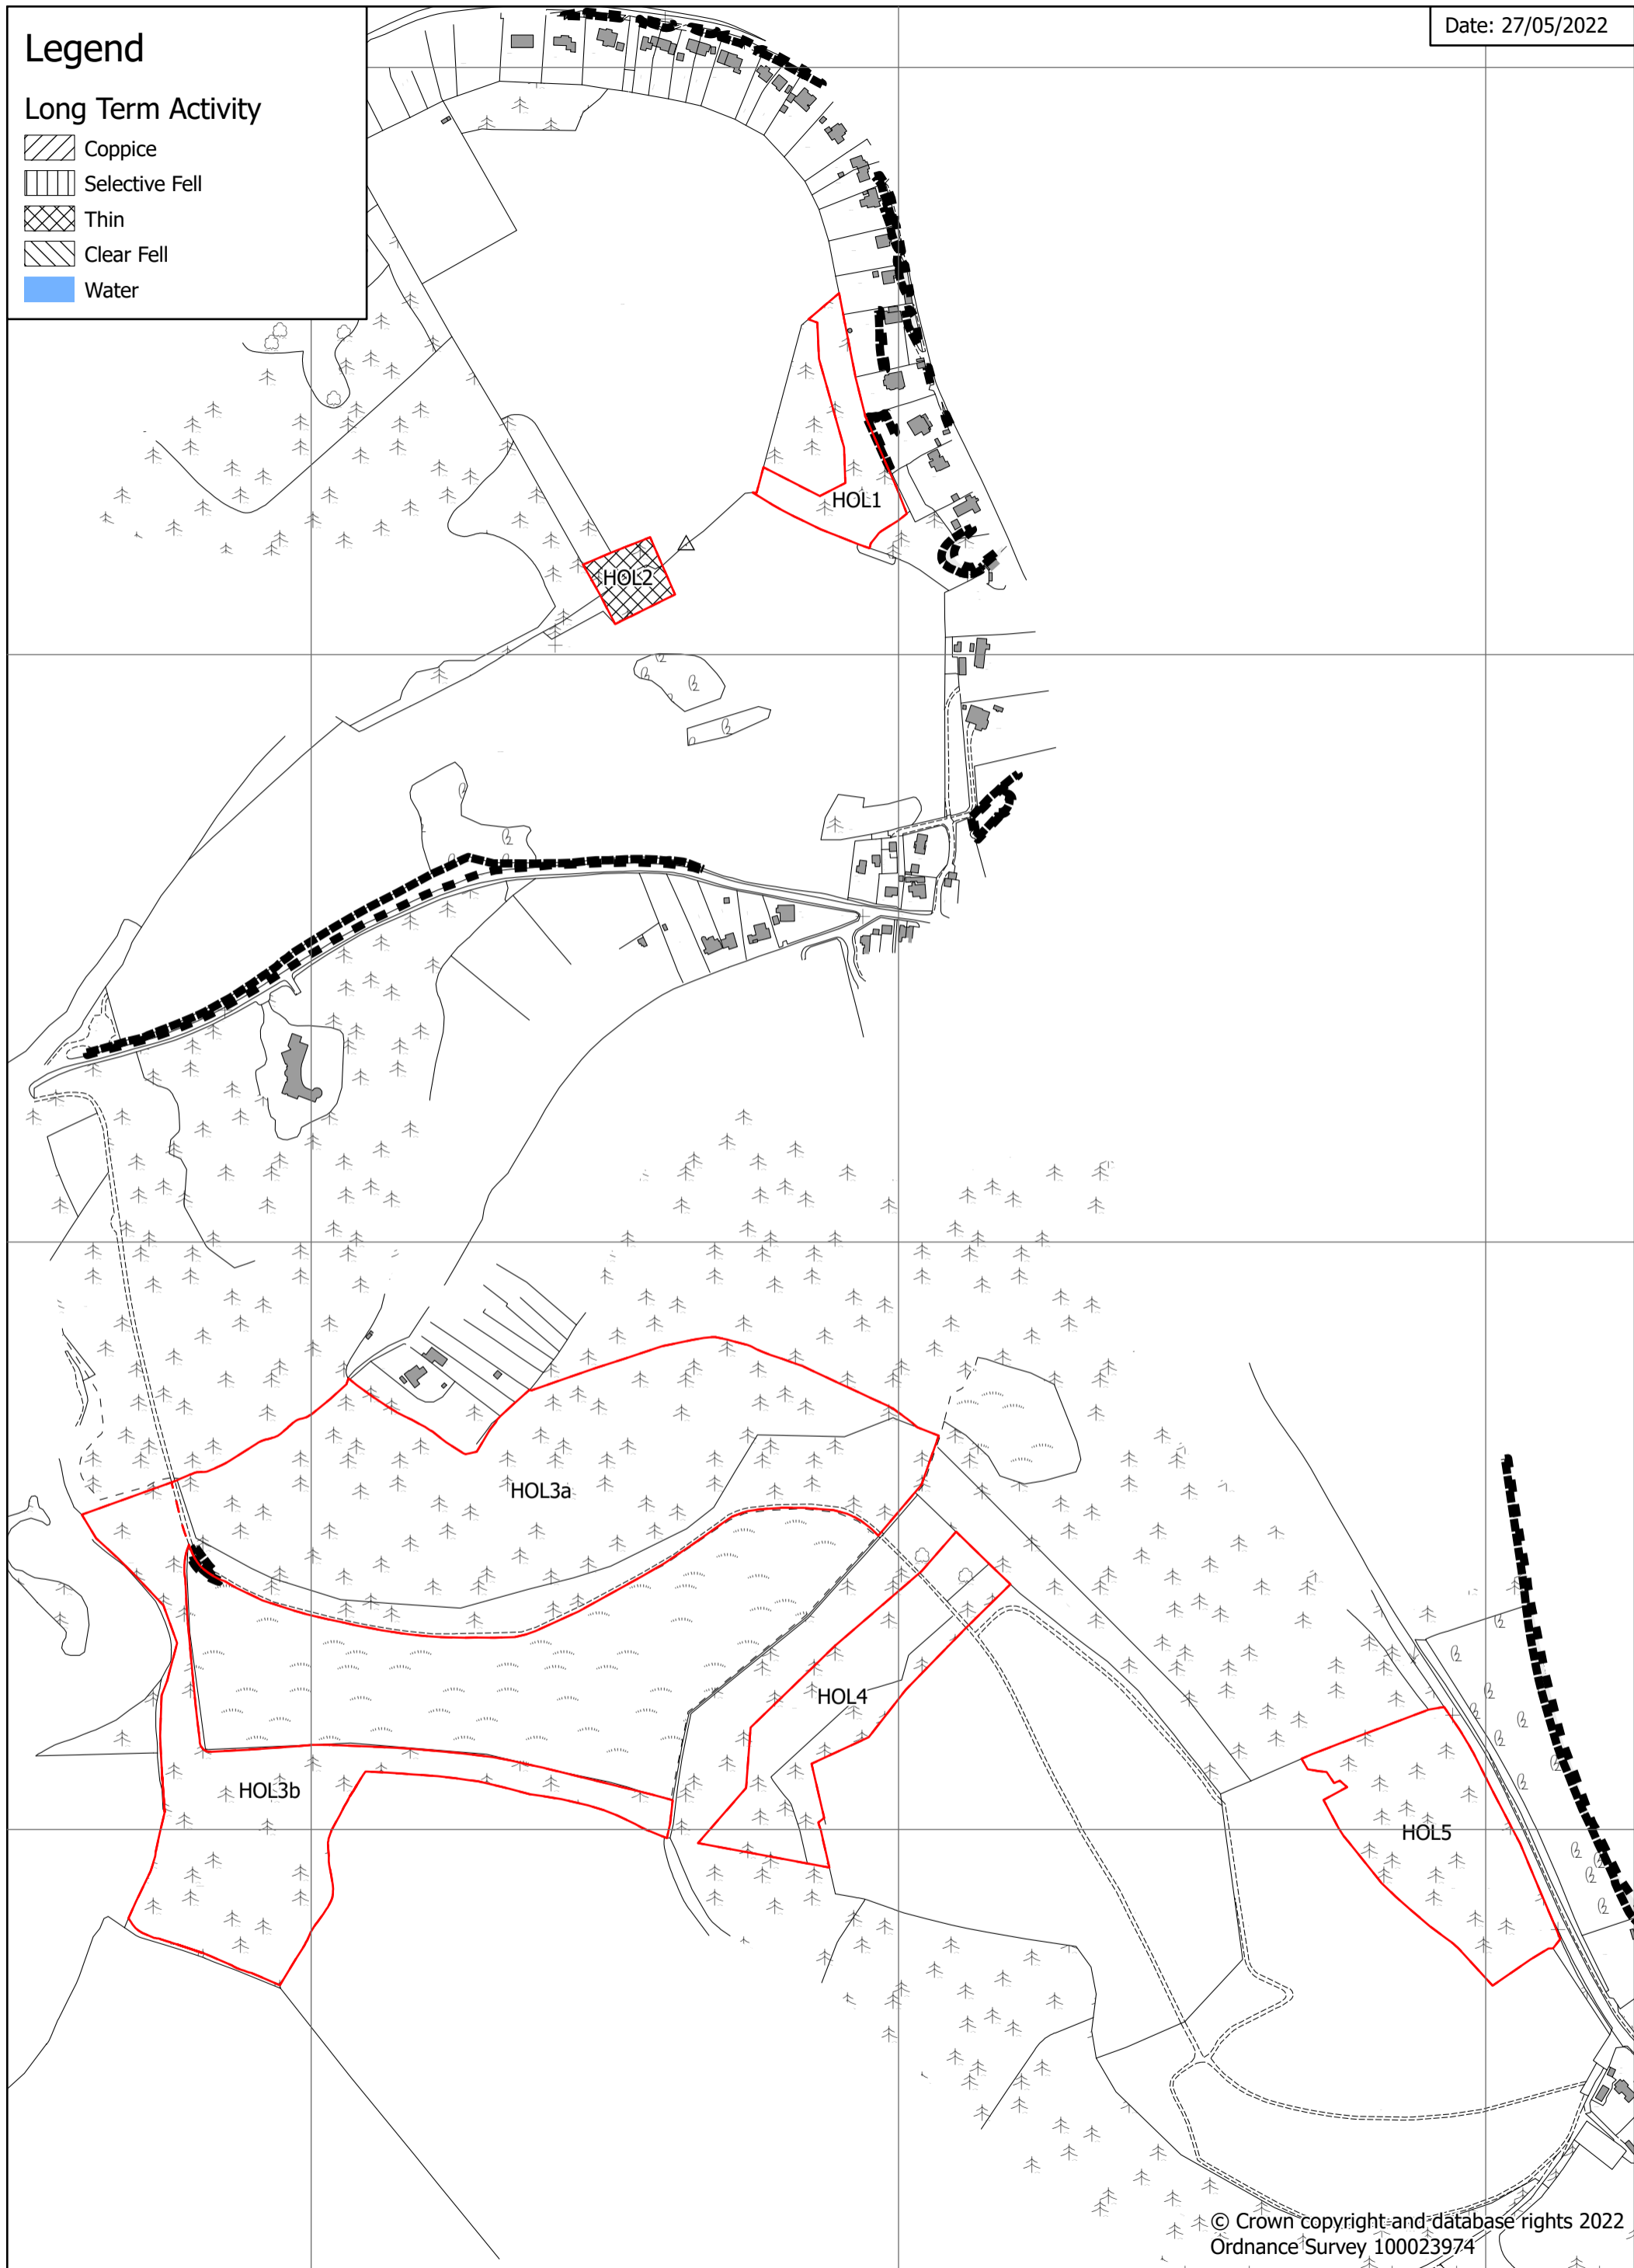 Legend
Long Term Activity
Coppice
Selective Fell
Thin
Clear Fell
Water
Date: 27/05/2022
HOL1
HOL2
HOL3a
HOL4
HOL3b
HOL5
© Crown copyright and database rights 2022
Ordnance Survey 100023974